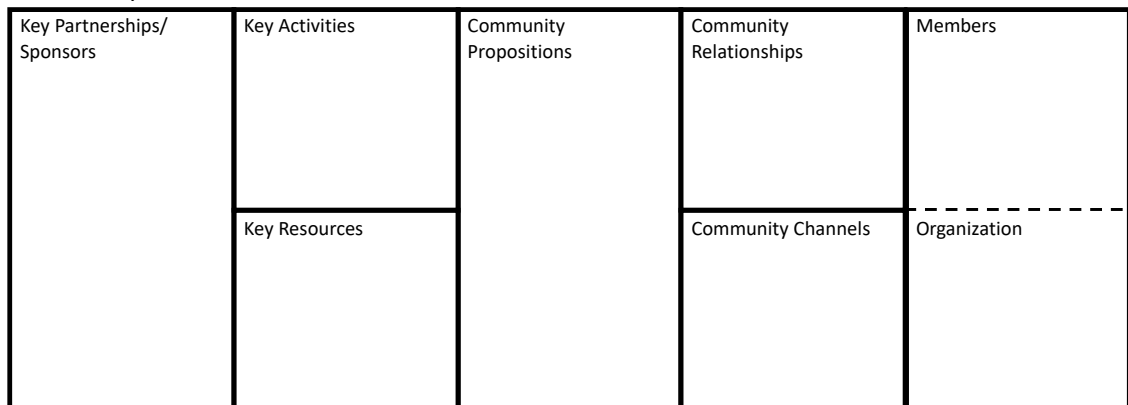 Key Partnerships/
Sponsors
Key Activities
Key Resources
Community
Propositions
Community
Relationships
Community Channels
Members
Organization